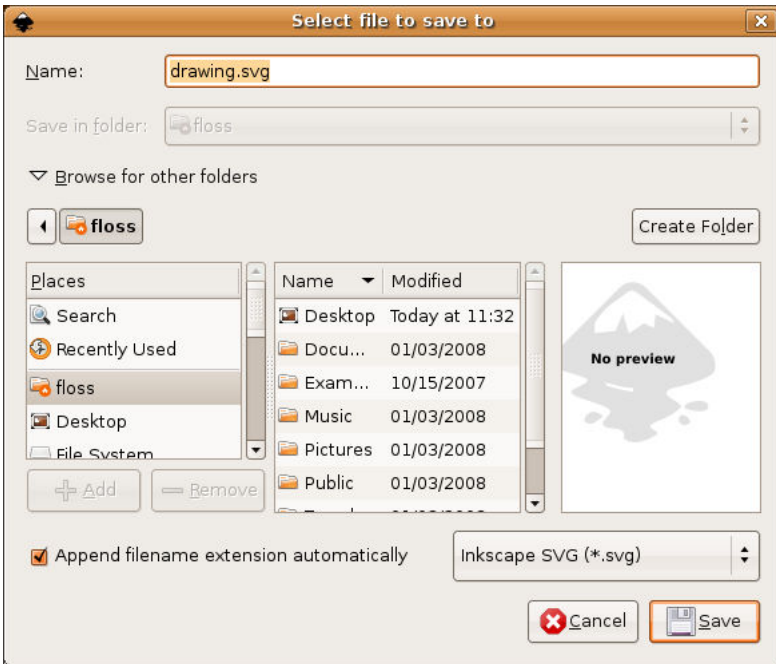 Select file to save to
Name: drawing.svg
Save in folder: floss
Browse for other folders
floss Create Folder
Places
Search
Recently Used
floss
Desktop
File System
Add Remove
Name Modified
Desktop Today at 11:32
Docu... 01/03/2008
Exam... 10/15/2007
Music 01/03/2008
Pictures 01/03/2008
Public 01/03/2008
No preview
Append filename extension automatically Inkscape SVG (*.svg)
Cancel Save